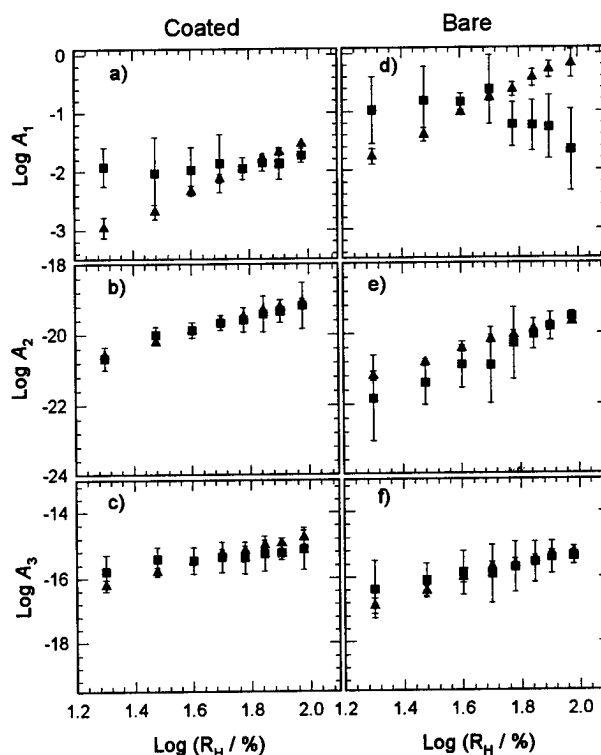 Coated
Bare
a)
d)
Log A1
0
-1
-2
-3
b)
e)
Log A2
-18
-20
-22
-24
c)
f)
Log A3
-14
-16
-18
1.2 1.4 1.6 1.8 2.0 1.2 1.4 1.6 1.8 2.0
Log (RH / %) Log (RH / %)